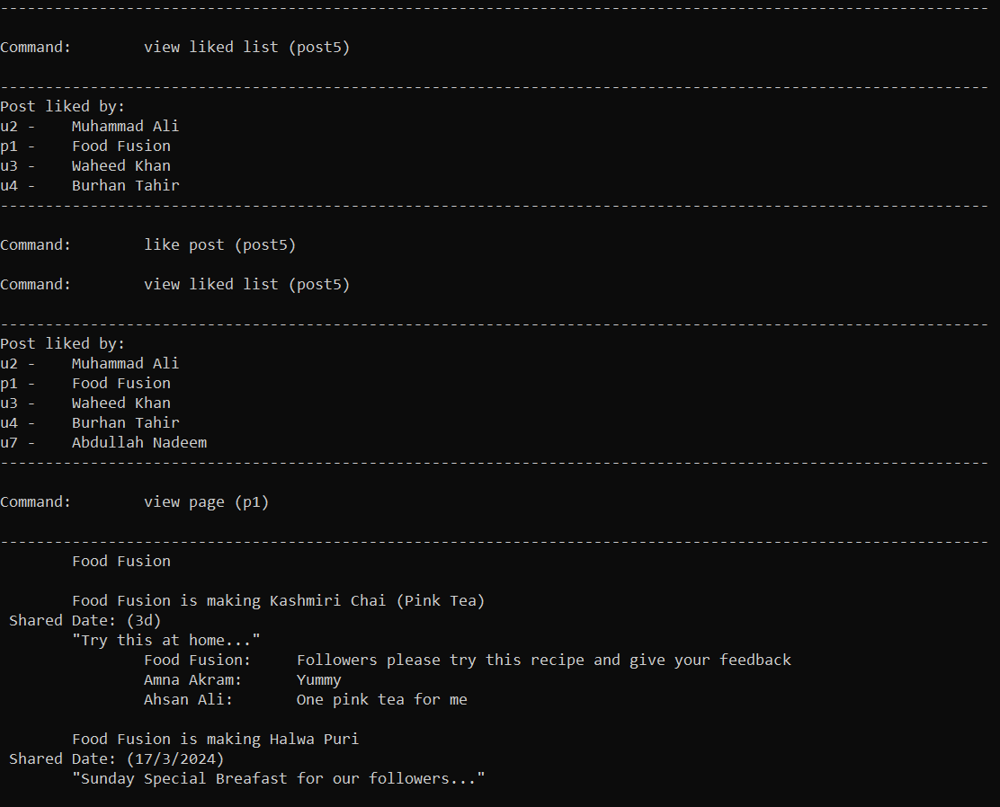 --------------------------------------------------------------------------------------------------------------
Command:        view liked list (post5)
--------------------------------------------------------------------------------------------------------------
Post liked by:
u2 -    Muhammad Ali
p1 -    Food Fusion
u3 -    Waheed Khan
u4 -    Burhan Tahir
--------------------------------------------------------------------------------------------------------------
Command:        like post (post5)
Command:        view liked list (post5)
--------------------------------------------------------------------------------------------------------------
Post liked by:
u2 -    Muhammad Ali
p1 -    Food Fusion
u3 -    Waheed Khan
u4 -    Burhan Tahir
u7 -    Abdullah Nadeem
--------------------------------------------------------------------------------------------------------------
Command:        view page (p1)
--------------------------------------------------------------------------------------------------------------
        Food Fusion
        Food Fusion is making Kashmiri Chai (Pink Tea)
 Shared Date: (3d)
        "Try this at home..."
                Food Fusion:     Followers please try this recipe and give your feedback
                Amna Akram:      Yummy
                Ahsan Ali:       One pink tea for me
        Food Fusion is making Halwa Puri
 Shared Date: (17/3/2024)
        "Sunday Special Breafast for our followers..."